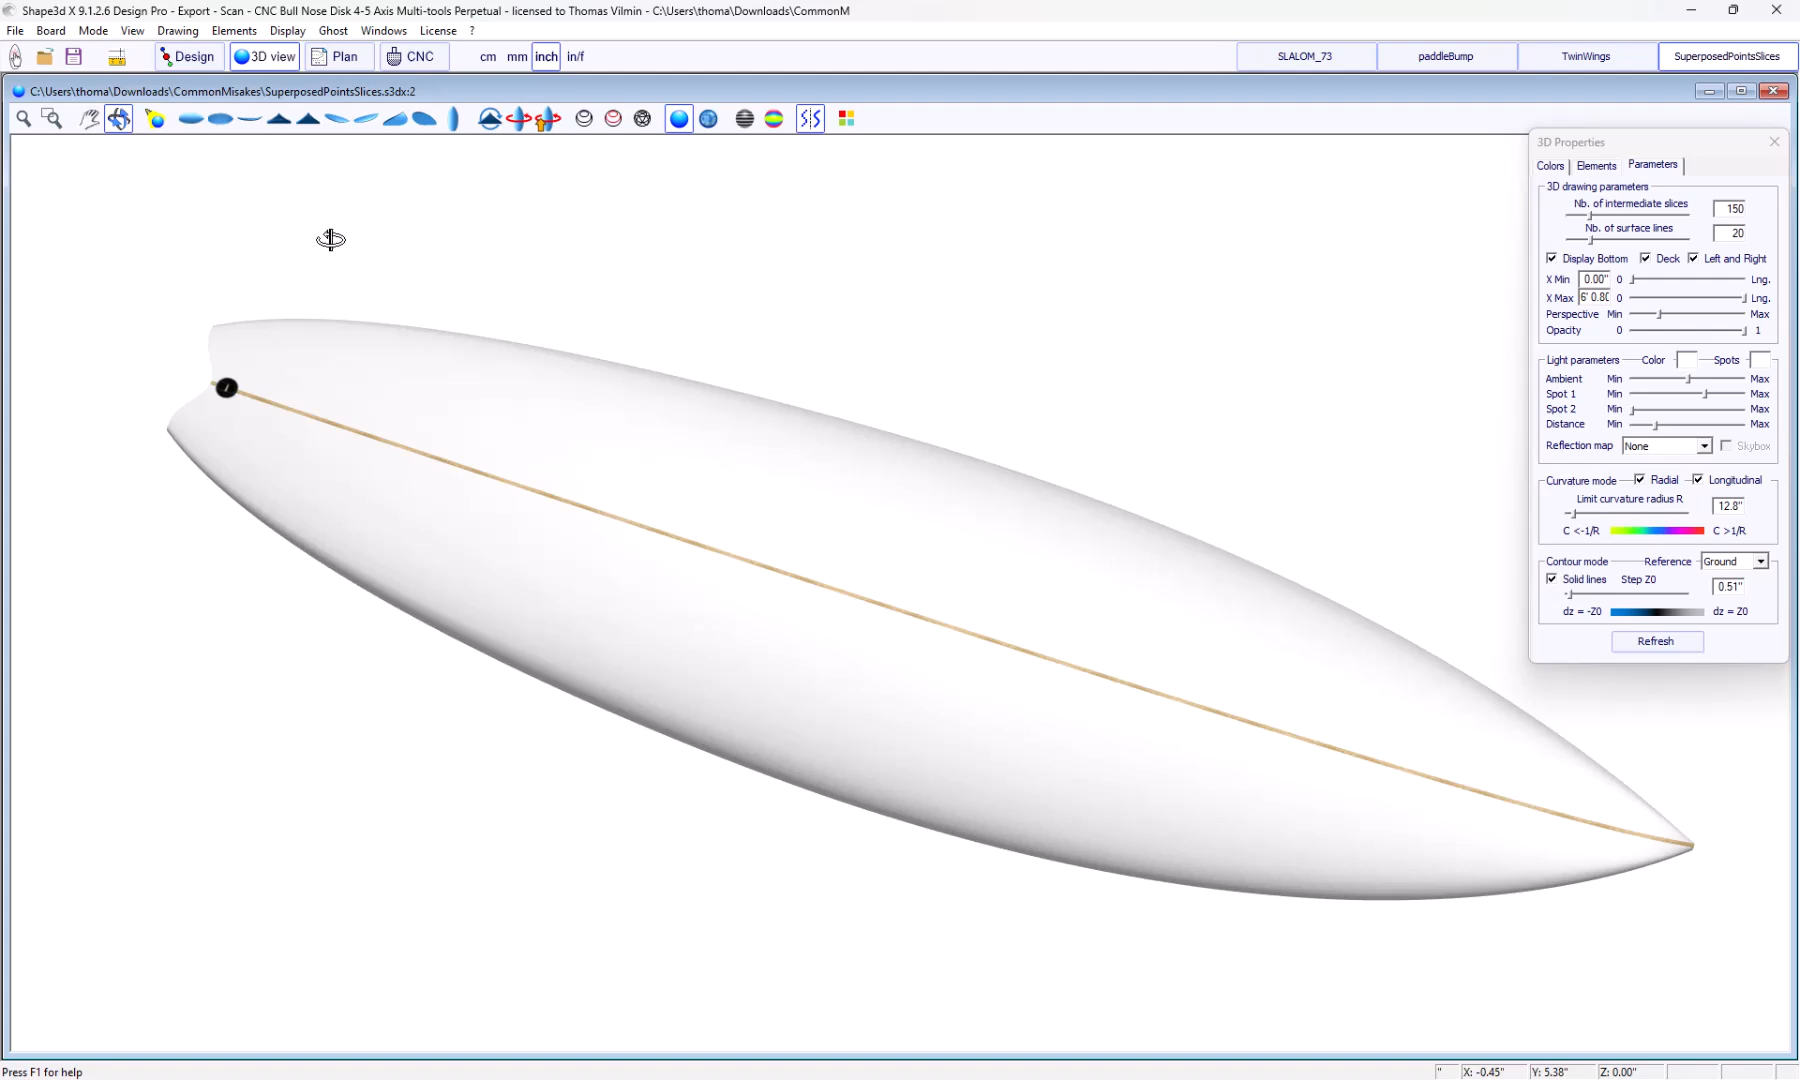 Shape3d X 9.1.2.6 Design Pro - Export - Scan - CNC Bull Nose Disk 4-5 Axis Multi-tools Perpetual - licensed to Thomas Vilmin - C:\Users\thoma\Downloads\CommonM
File Board Mode View Drawing Elements Display Ghost Windows License ?
Design 3D view Plan CNC cm mm inch in/f SLALOM_73 paddleBump TwinWings SuperposedPointsSlices
C:\Users\thoma\Downloads\CommonMisakes\SuperposedPointsSlices.s3dx:2
3D Properties
Colors Elements Parameters
3D drawing parameters
Nb. of intermediate slices 150
Nb. of surface lines 20
Display Bottom Deck Left and Right
X Min 0.00" 0 Lng.
X Max 6' 0.80 0 Lng.
Perspective Min Max
Opacity 0 1
Light parameters Color Spots
Ambient Min Max
Spot 1 Min Max
Spot 2 Min Max
Distance Min Max
Reflection map None Skybox
Curvature mode Radial Longitudinal
Limit curvature radius R 12.8"
C <-1/R C >1/R
Contour mode Reference Ground
Solid lines Step Z0 0.51"
dz = -Z0 dz = Z0
Refresh
Press F1 for help " X: -0.45" Y: 5.38" Z: 0.00"